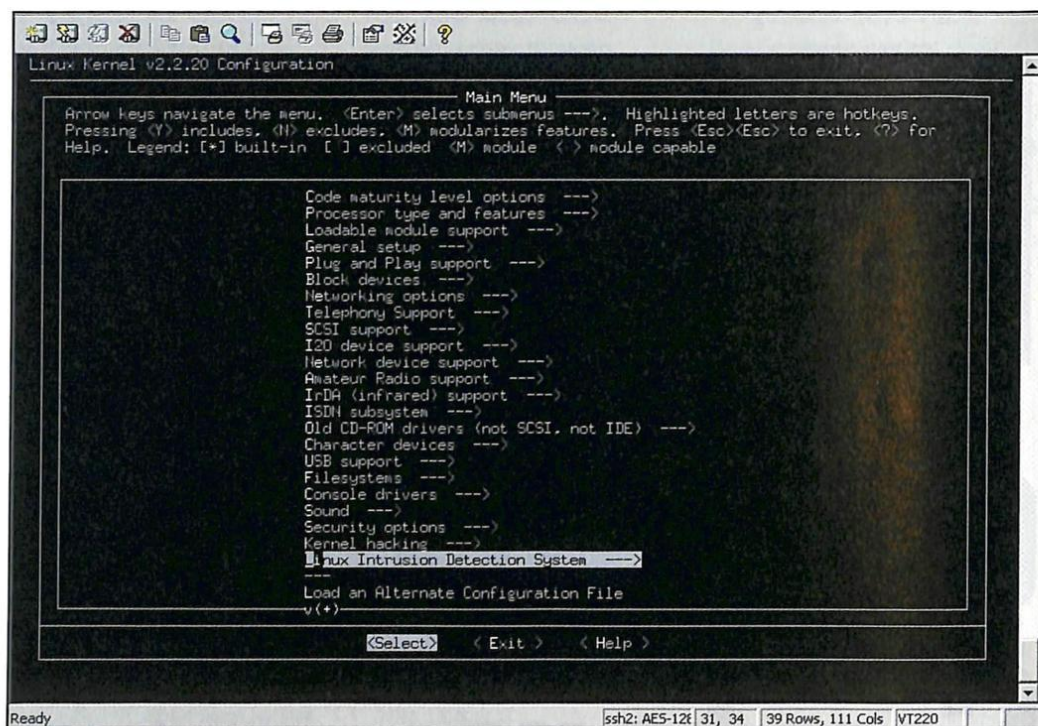 Linux Kernel v2.2.20 Configuration
Main Menu
Arrow keys navigate the menu. <Enter> selects submenus --->. Highlighted letters are hotkeys.
Pressing <Y> includes, <N> excludes, <M> modularizes features. Press <Esc><Esc> to exit, <?> for
Help. Legend: [*] built-in [ ] excluded <M> module < > module capable
Code maturity level options --->
Processor type and features --->
Loadable module support --->
General setup --->
Plug and Play support --->
Block devices --->
Networking options --->
Telephony Support --->
SCSI support --->
I2O device support --->
Network device support --->
Amateur Radio support --->
IrDA (infrared) support --->
ISDN subsystem --->
Old CD-ROM drivers (not SCSI, not IDE) --->
Character devices --->
USB support --->
Filesystems --->
Console drivers --->
Sound --->
Security options --->
Kernel hacking --->
Linux Intrusion Detection System --->
---
Load an Alternate Configuration File
v(+)
<Select> < Exit > < Help >
Ready ssh2: AES-128 31, 34 39 Rows, 111 Cols VT220